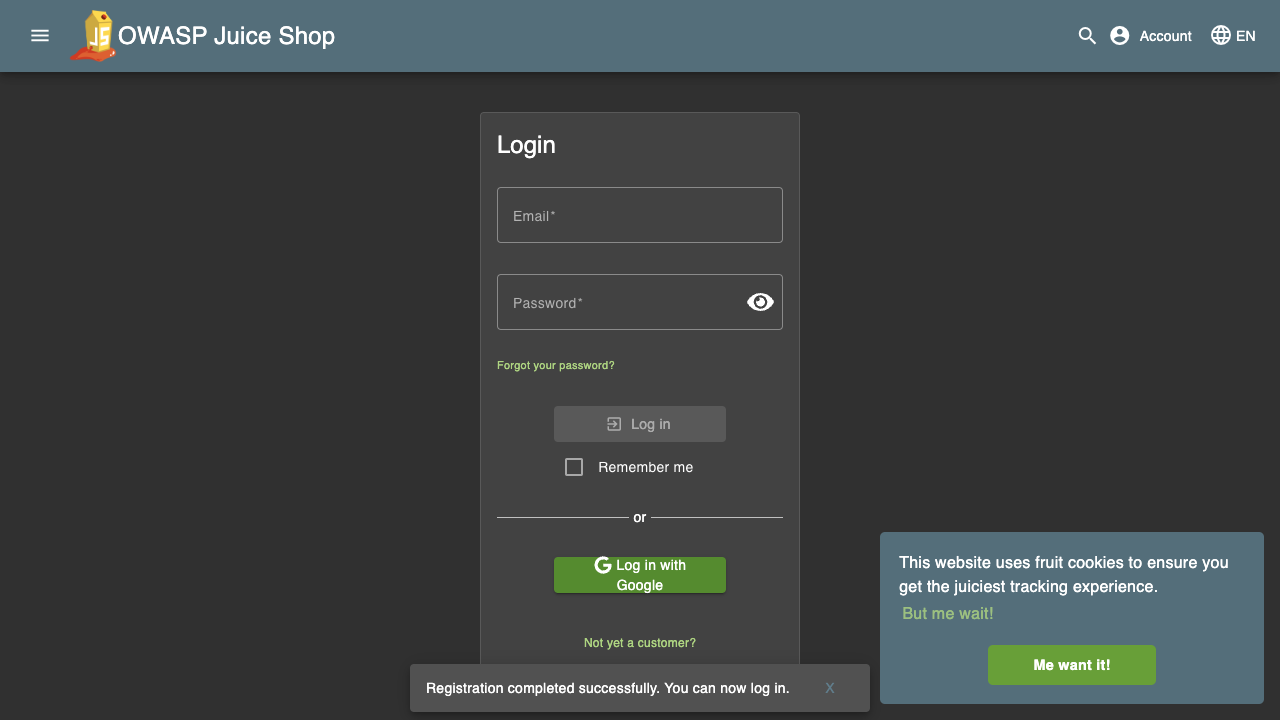 OWASP Juice Shop
Account
EN
Login
Email*
Password*
Forgot your password?
Log in
Remember me
or
Log in with
Google
Not yet a customer?
Registration completed successfully. You can now log in. X
This website uses fruit cookies to ensure you
get the juiciest tracking experience.
But me wait!
Me want it!